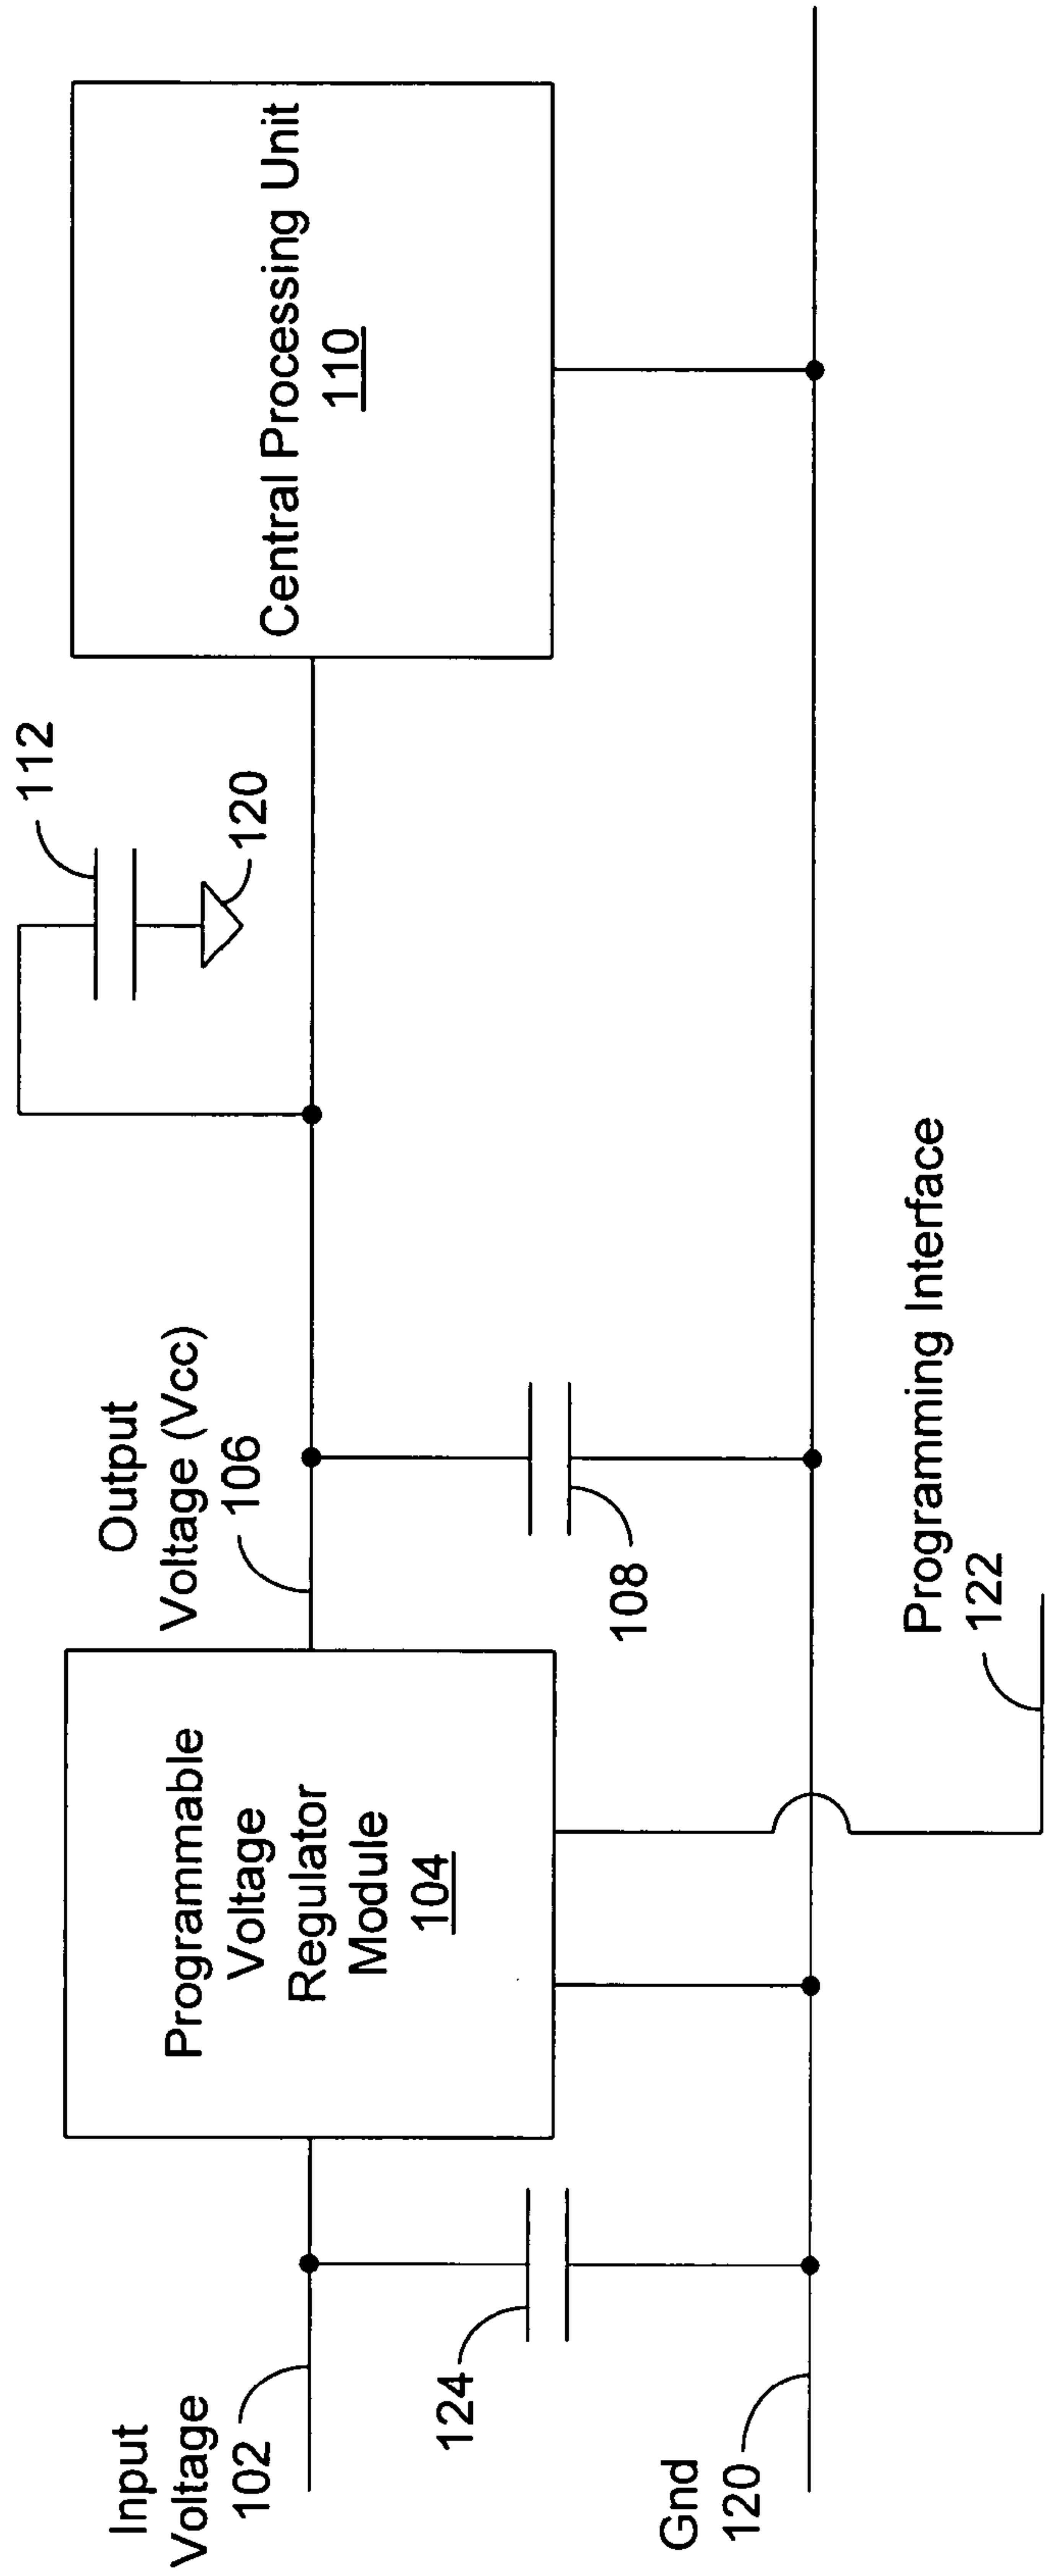 Input
Voltage
102
124
Gnd
120
Programmable
Voltage
Regulator
Module
104
Output
Voltage (Vcc)
106
108
Programming Interface
122
112
120
Central Processing Unit
110